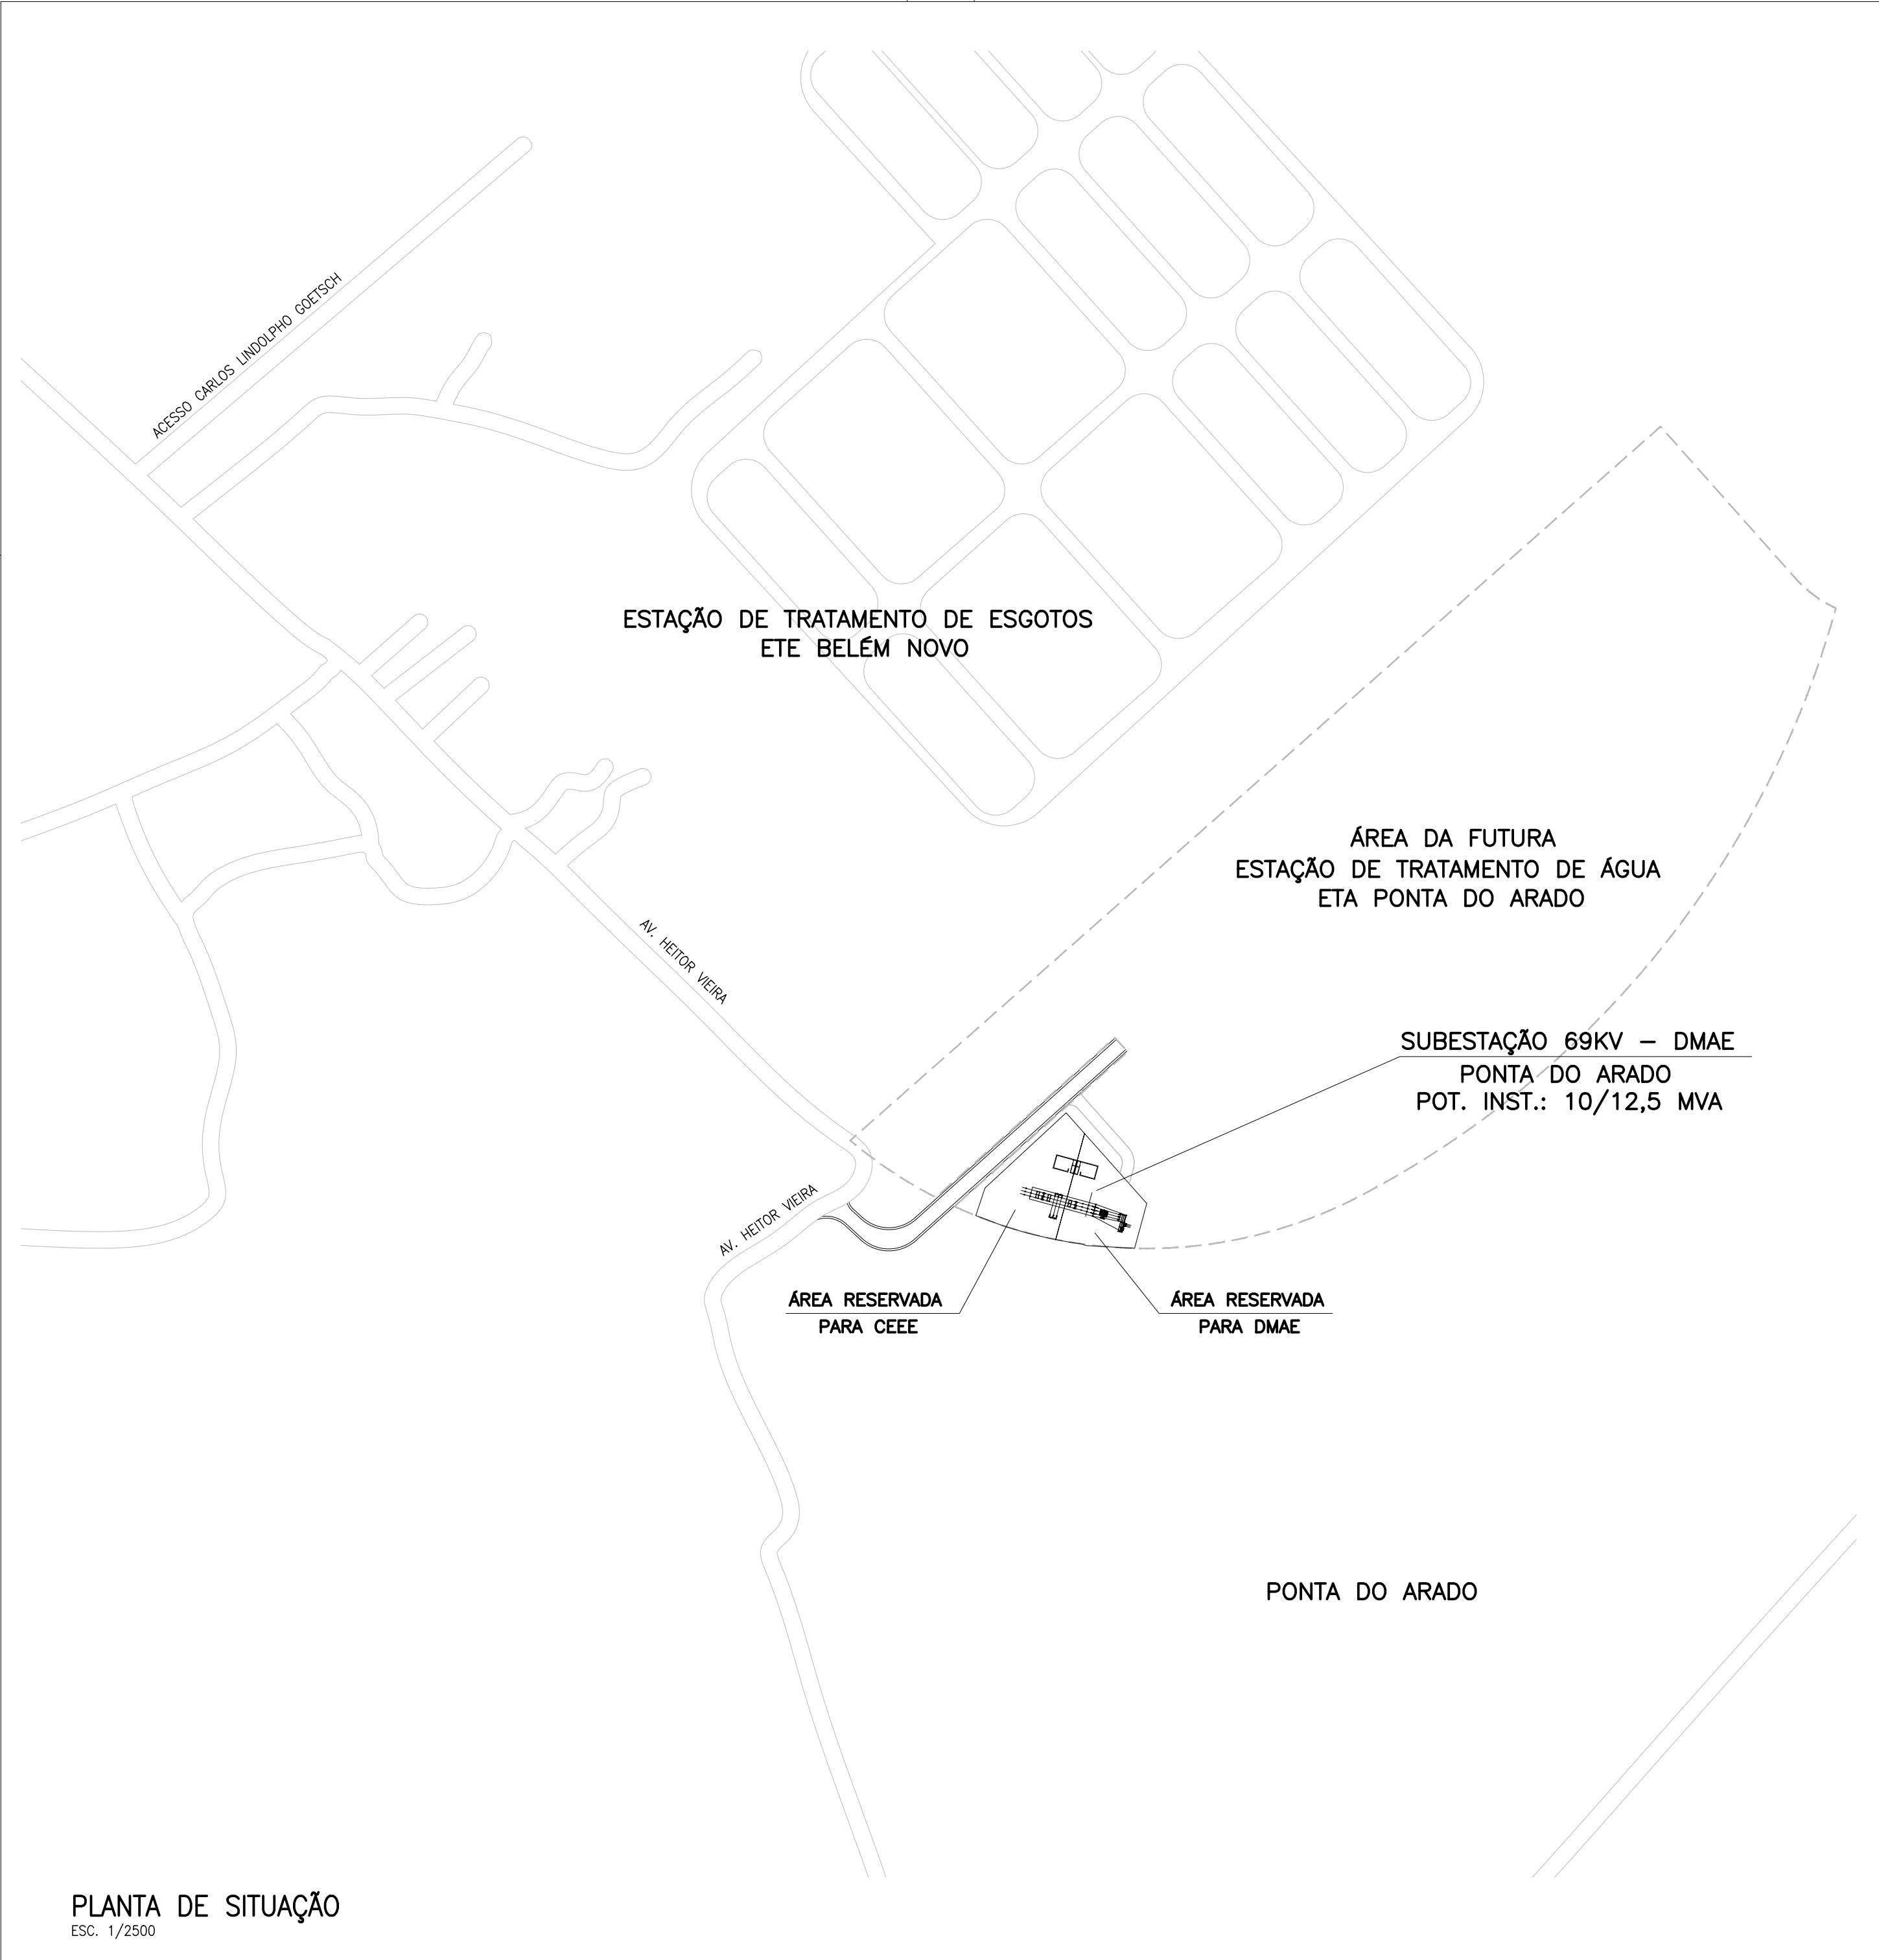 ACESSO CARLOS LINDOLPHO GOETSCH
ESTAÇÃO DE TRATAMENTO DE ESGOTOS
ETE BELÉM NOVO
ÁREA DA FUTURA
ESTAÇÃO DE TRATAMENTO DE ÁGUA
ETA PONTA DO ARADO
AV. HEITOR VIEIRA
SUBESTAÇÃO 69KV - DMAE
PONTA DO ARADO
POT. INST.: 10/12,5 MVA
AV. HEITOR VIEIRA
ÁREA RESERVADA
PARA CEEE
ÁREA RESERVADA
PARA DMAE
PONTA DO ARADO
PLANTA DE SITUAÇÃO
ESC. 1/2500